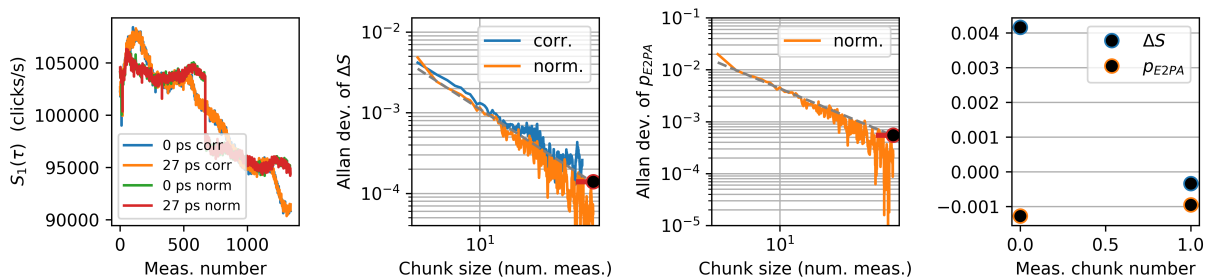 S₁(τ) (clicks/s)
105000
100000
95000
90000
0 ps corr
27 ps corr
0 ps norm
27 ps norm
0
500
1000
Meas. number
Allan dev. of ΔS
10⁻²
10⁻³
10⁻⁴
corr.
norm.
10¹
Chunk size (num. meas.)
Allan dev. of p_E2PA
10⁻¹
10⁻²
10⁻³
10⁻⁴
10⁻⁵
norm.
10¹
Chunk size (num. meas.)
0.004
0.003
0.002
0.001
0.000
−0.001
ΔS
p_E2PA
0.0
0.5
1.0
Meas. chunk number